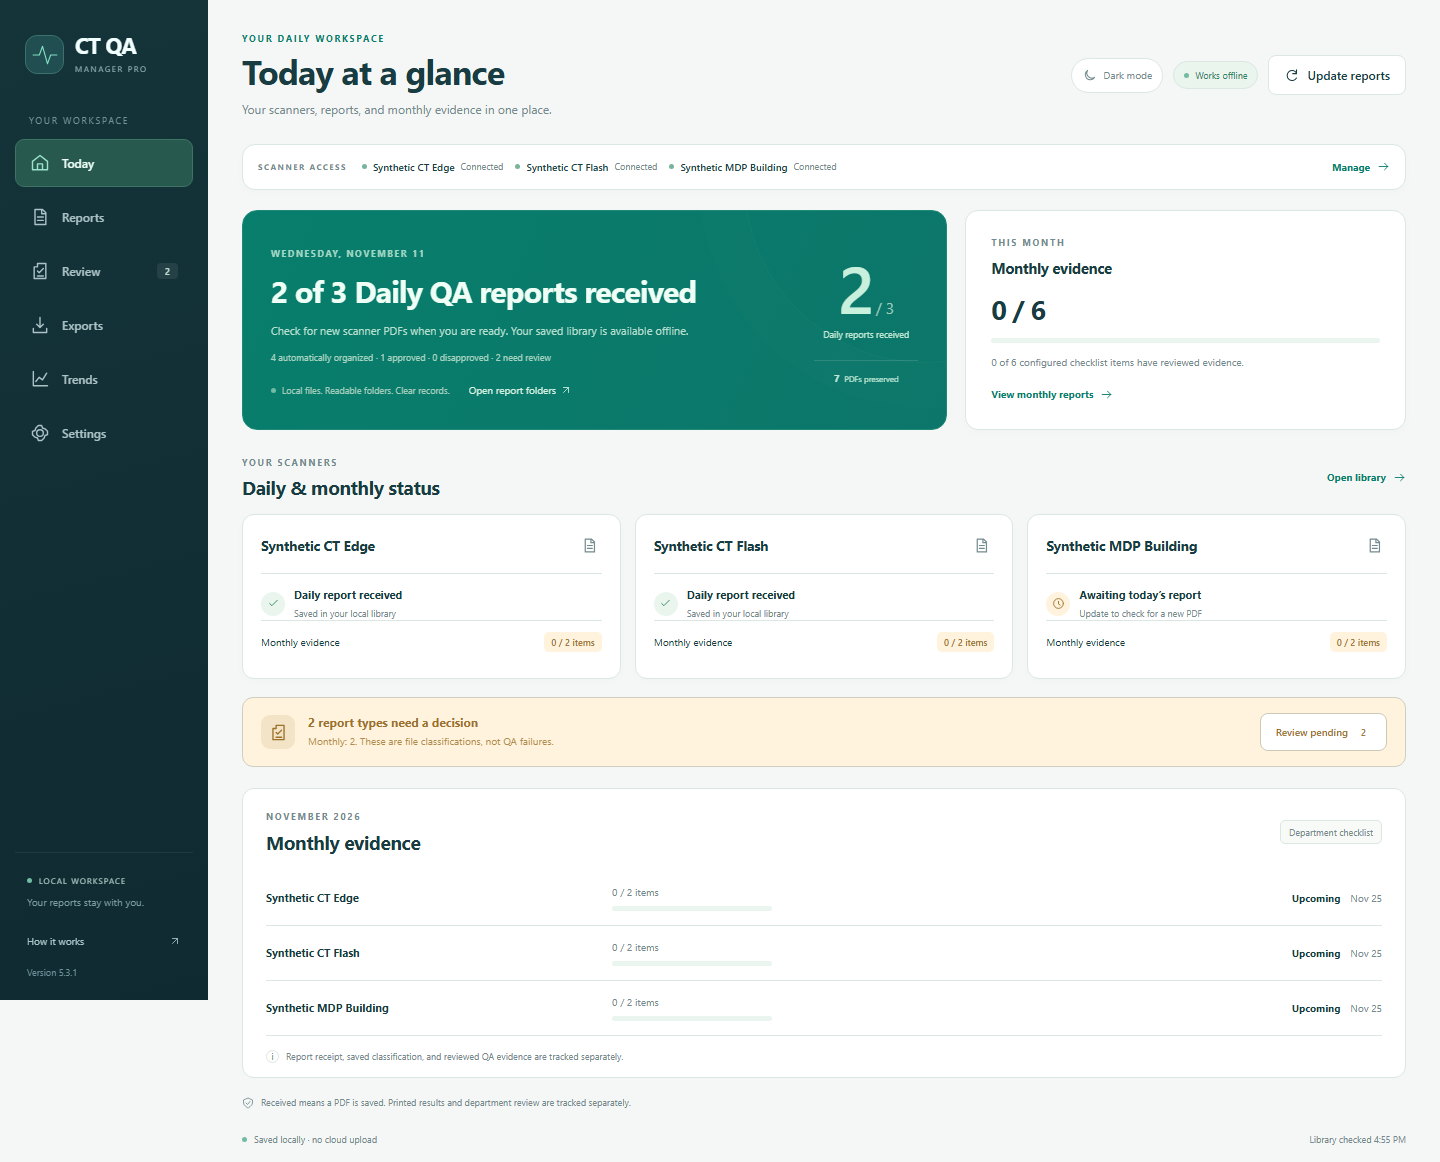 CT QA
MANAGER PRO
YOUR WORKSPACE
Today
Reports
Review 2
Exports
Trends
Settings
LOCAL WORKSPACE
Your reports stay with you.
How it works
Version 5.3.1
YOUR DAILY WORKSPACE
Today at a glance
Your scanners, reports, and monthly evidence in one place.
Dark mode
Works offline
Update reports
SCANNER ACCESS Synthetic CT Edge Connected Synthetic CT Flash Connected Synthetic MDP Building Connected Manage
WEDNESDAY, NOVEMBER 11
2 of 3 Daily QA reports received
Check for new scanner PDFs when you are ready. Your saved library is available offline.
4 automatically organized · 1 approved · 0 disapproved · 2 need review
Local files. Readable folders. Clear records. Open report folders
2 / 3
Daily reports received
7 PDFs preserved
THIS MONTH
Monthly evidence
0 / 6
0 of 6 configured checklist items have reviewed evidence.
View monthly reports
YOUR SCANNERS
Daily & monthly status
Open library
Synthetic CT Edge
Daily report received
Saved in your local library
Monthly evidence 0 / 2 items
Synthetic CT Flash
Daily report received
Saved in your local library
Monthly evidence 0 / 2 items
Synthetic MDP Building
Awaiting today's report
Update to check for a new PDF
Monthly evidence 0 / 2 items
2 report types need a decision
Monthly: 2. These are file classifications, not QA failures.
Review pending 2
NOVEMBER 2026
Monthly evidence
Department checklist
Synthetic CT Edge 0 / 2 items Upcoming Nov 25
Synthetic CT Flash 0 / 2 items Upcoming Nov 25
Synthetic MDP Building 0 / 2 items Upcoming Nov 25
Report receipt, saved classification, and reviewed QA evidence are tracked separately.
Received means a PDF is saved. Printed results and department review are tracked separately.
Saved locally · no cloud upload
Library checked 4:55 PM